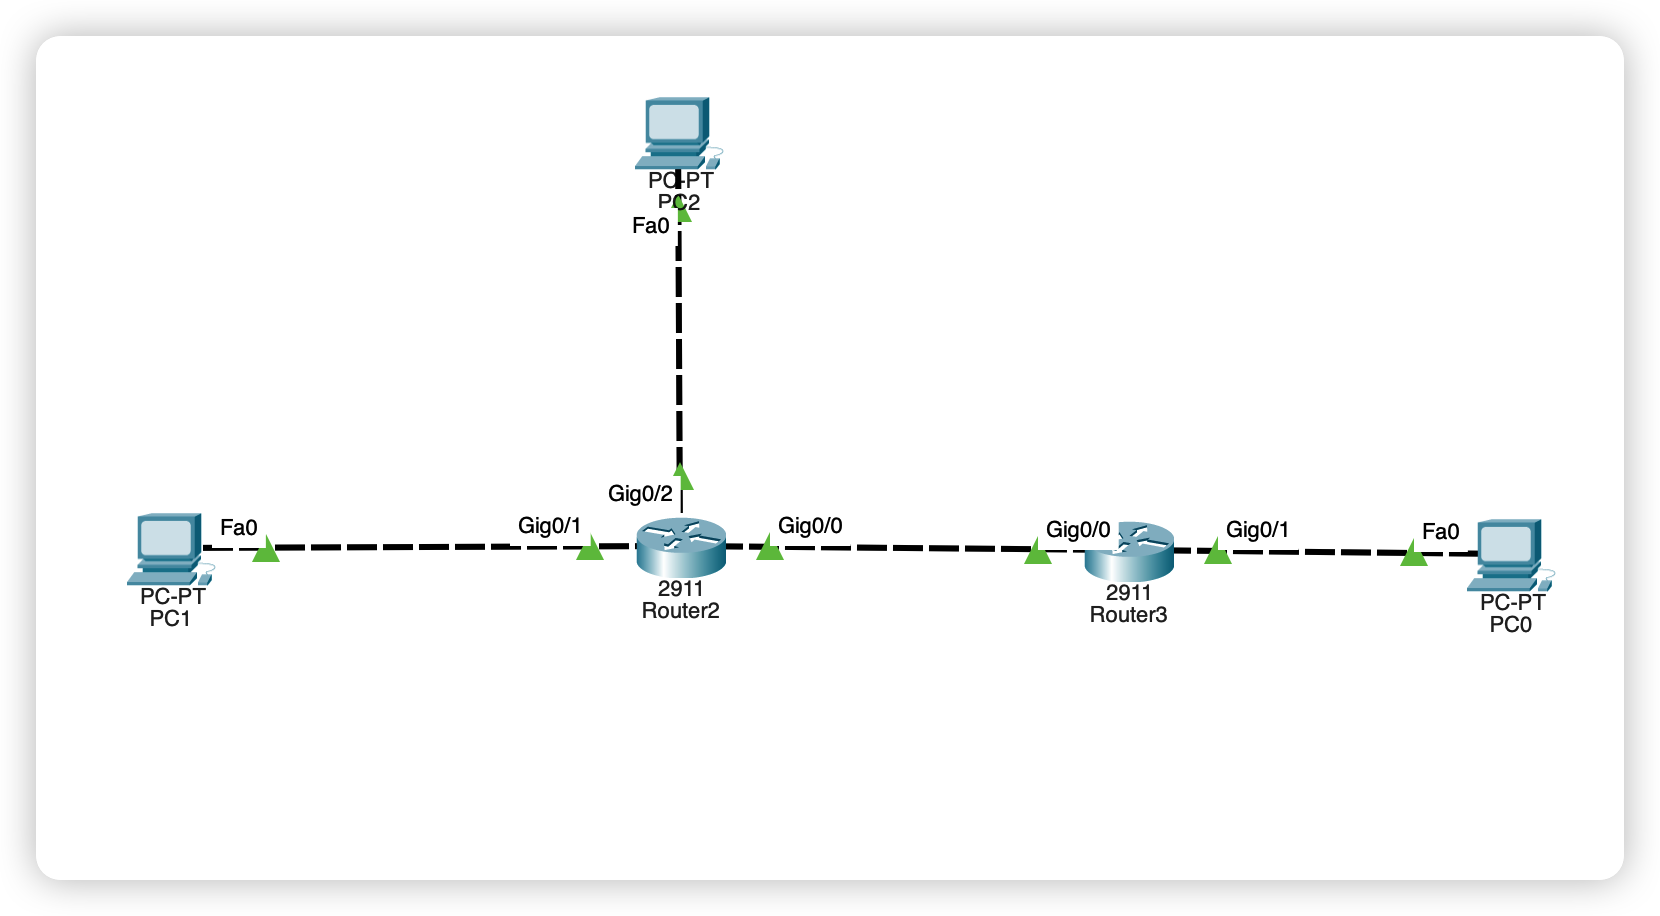 PC-PT
PC2
Fa0
Gig0/2
Fa0
Gig0/1
Gig0/0
Gig0/0
Gig0/1
Fa0
PC-PT
PC1
2911
Router2
2911
Router3
PC-PT
PC0